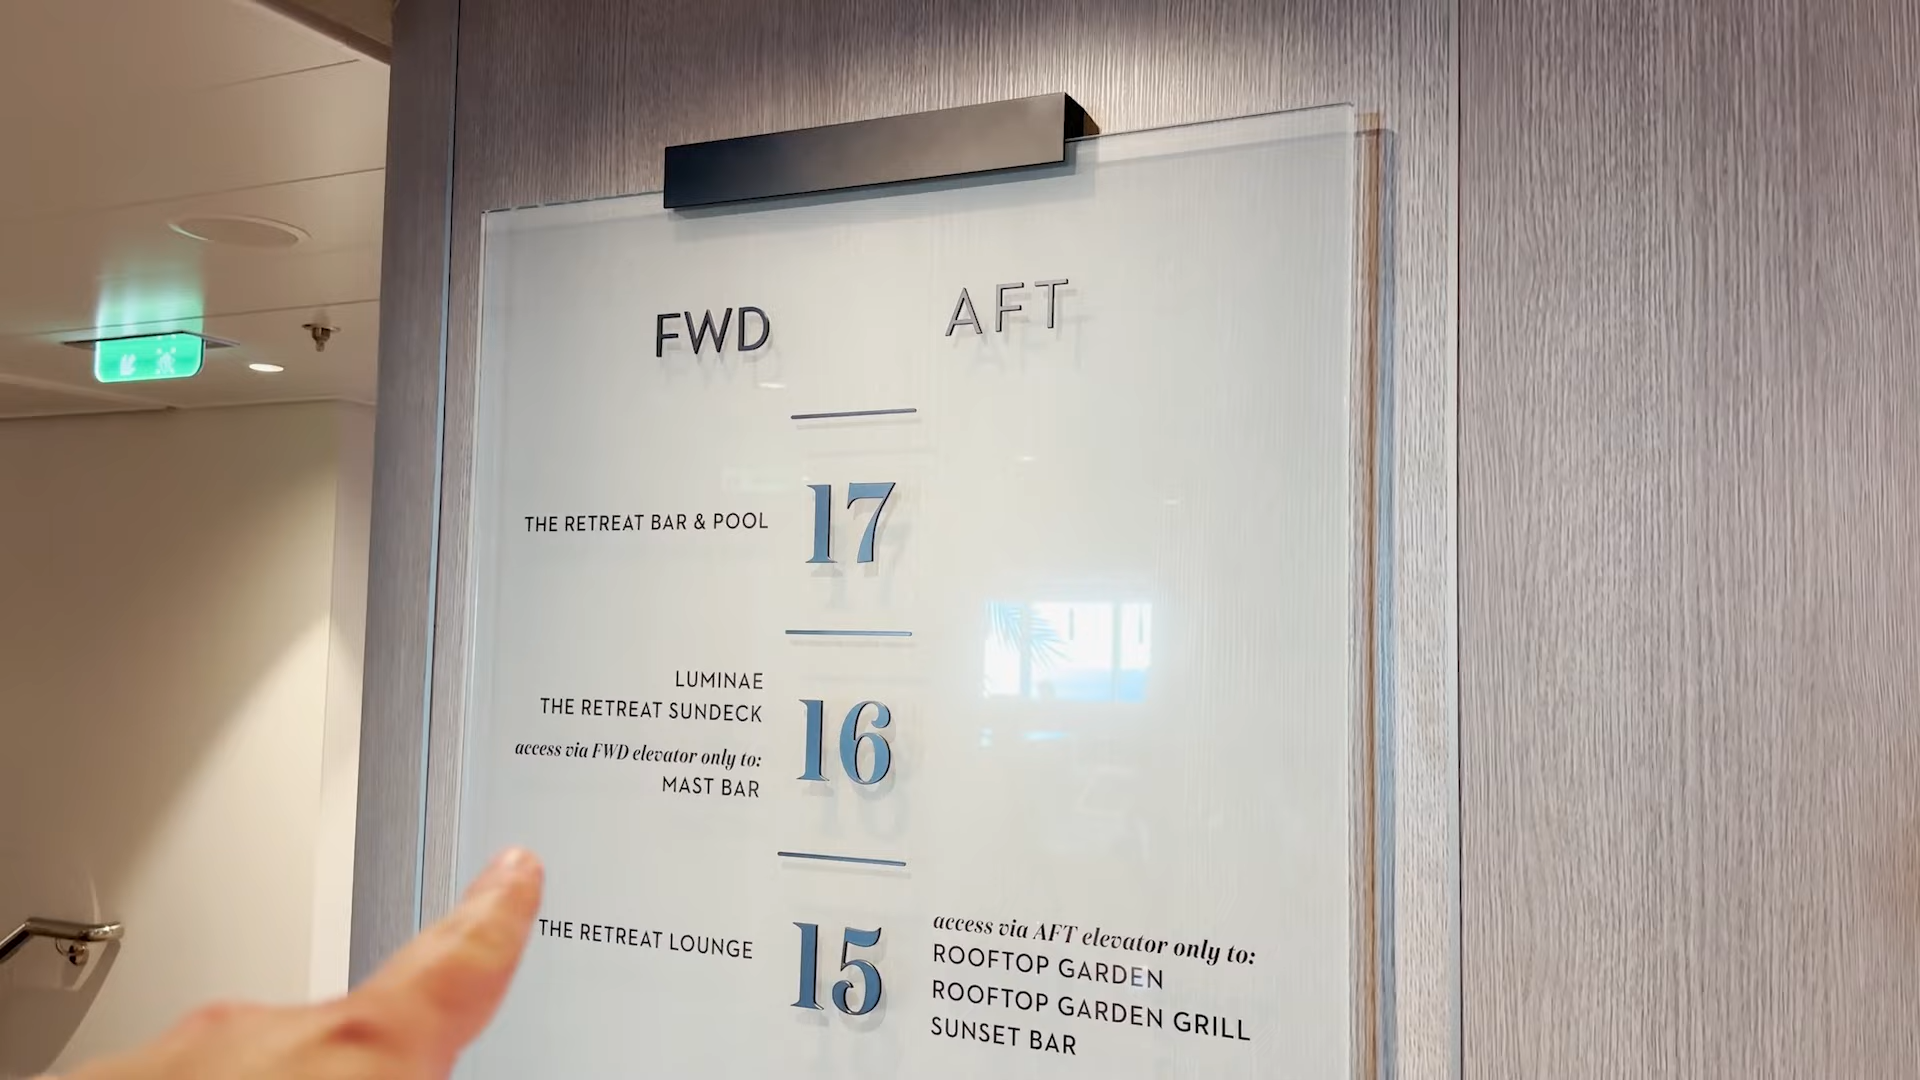 FWD AFT
THE RETREAT BAR & POOL 17
LUMINAE
THE RETREAT SUNDECK
access via FWD elevator only to:
MAST BAR
16
THE RETREAT LOUNGE 15
access via AFT elevator only to:
ROOFTOP GARDEN
ROOFTOP GARDEN GRILL
SUNSET BAR